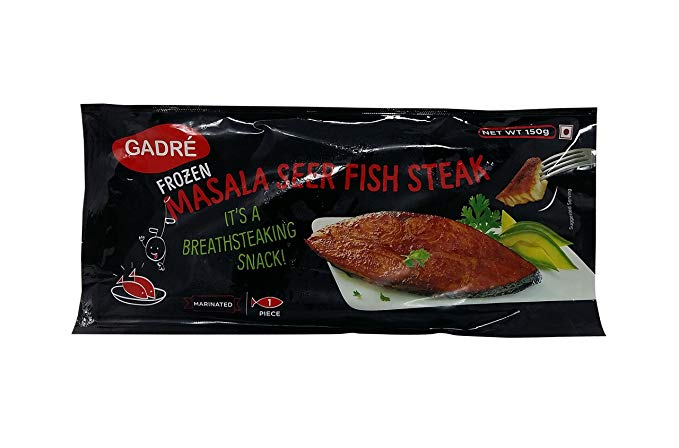 GADRÉ
NET WT 150g
FROZEN
MASALA SEER FISH STEAK
IT'S A
BREATHSTEAKING
SNACK!
Suggested Serving
MARINATED
1
PIECE